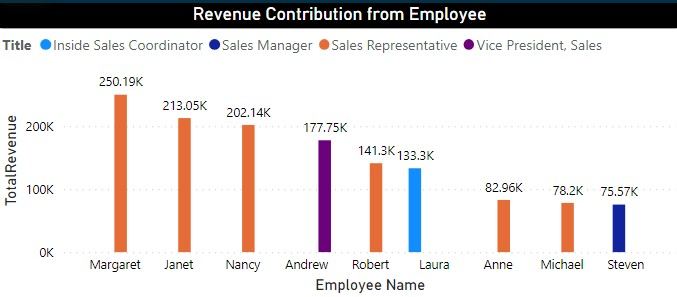 Revenue Contribution from Employee
Title Inside Sales Coordinator Sales Manager Sales Representative Vice President, Sales
250.19K
213.05K
202.14K
177.75K
141.3K
133.3K
82.96K
78.2K
75.57K
TotalRevenue
200K
100K
0K
Margaret Janet Nancy Andrew Robert Laura Anne Michael Steven
Employee Name